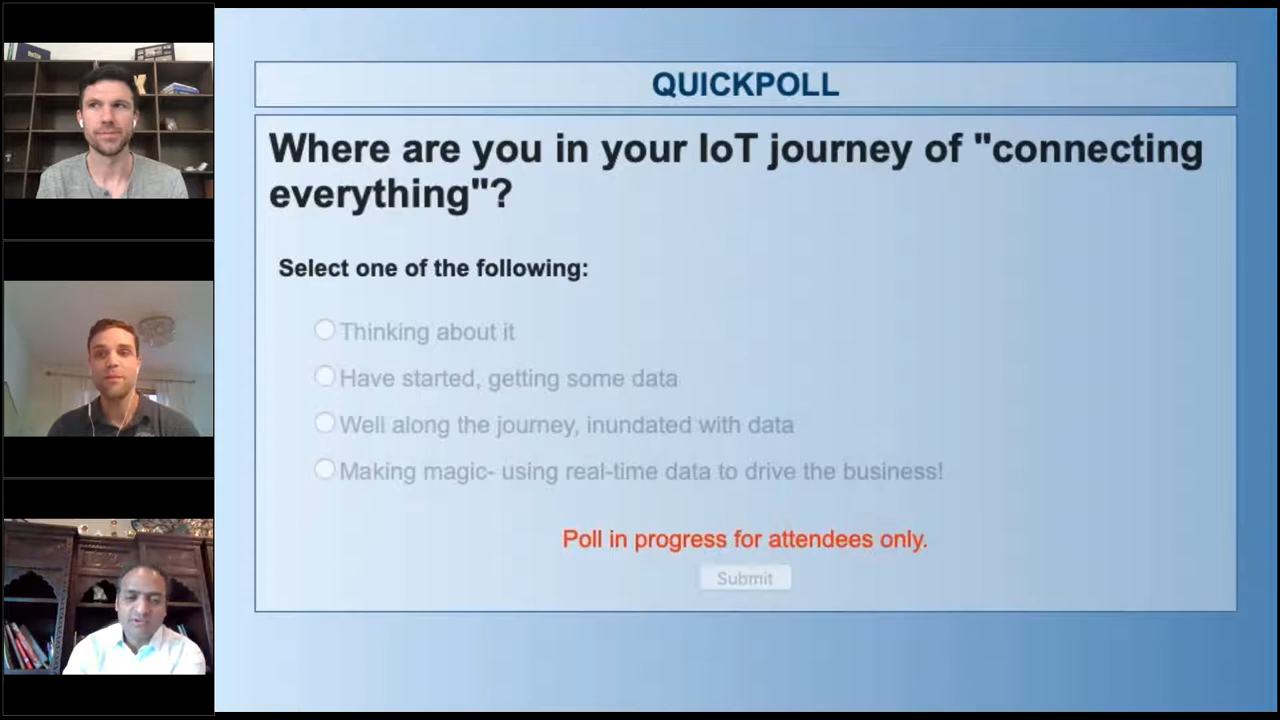 QUICKPOLL
Where are you in your IoT journey of "connecting
everything"?
Select one of the following:
Thinking about it
Have started, getting some data
Well along the journey, inundated with data
Making magic- using real-time data to drive the business!
Poll in progress for attendees only.
Submit